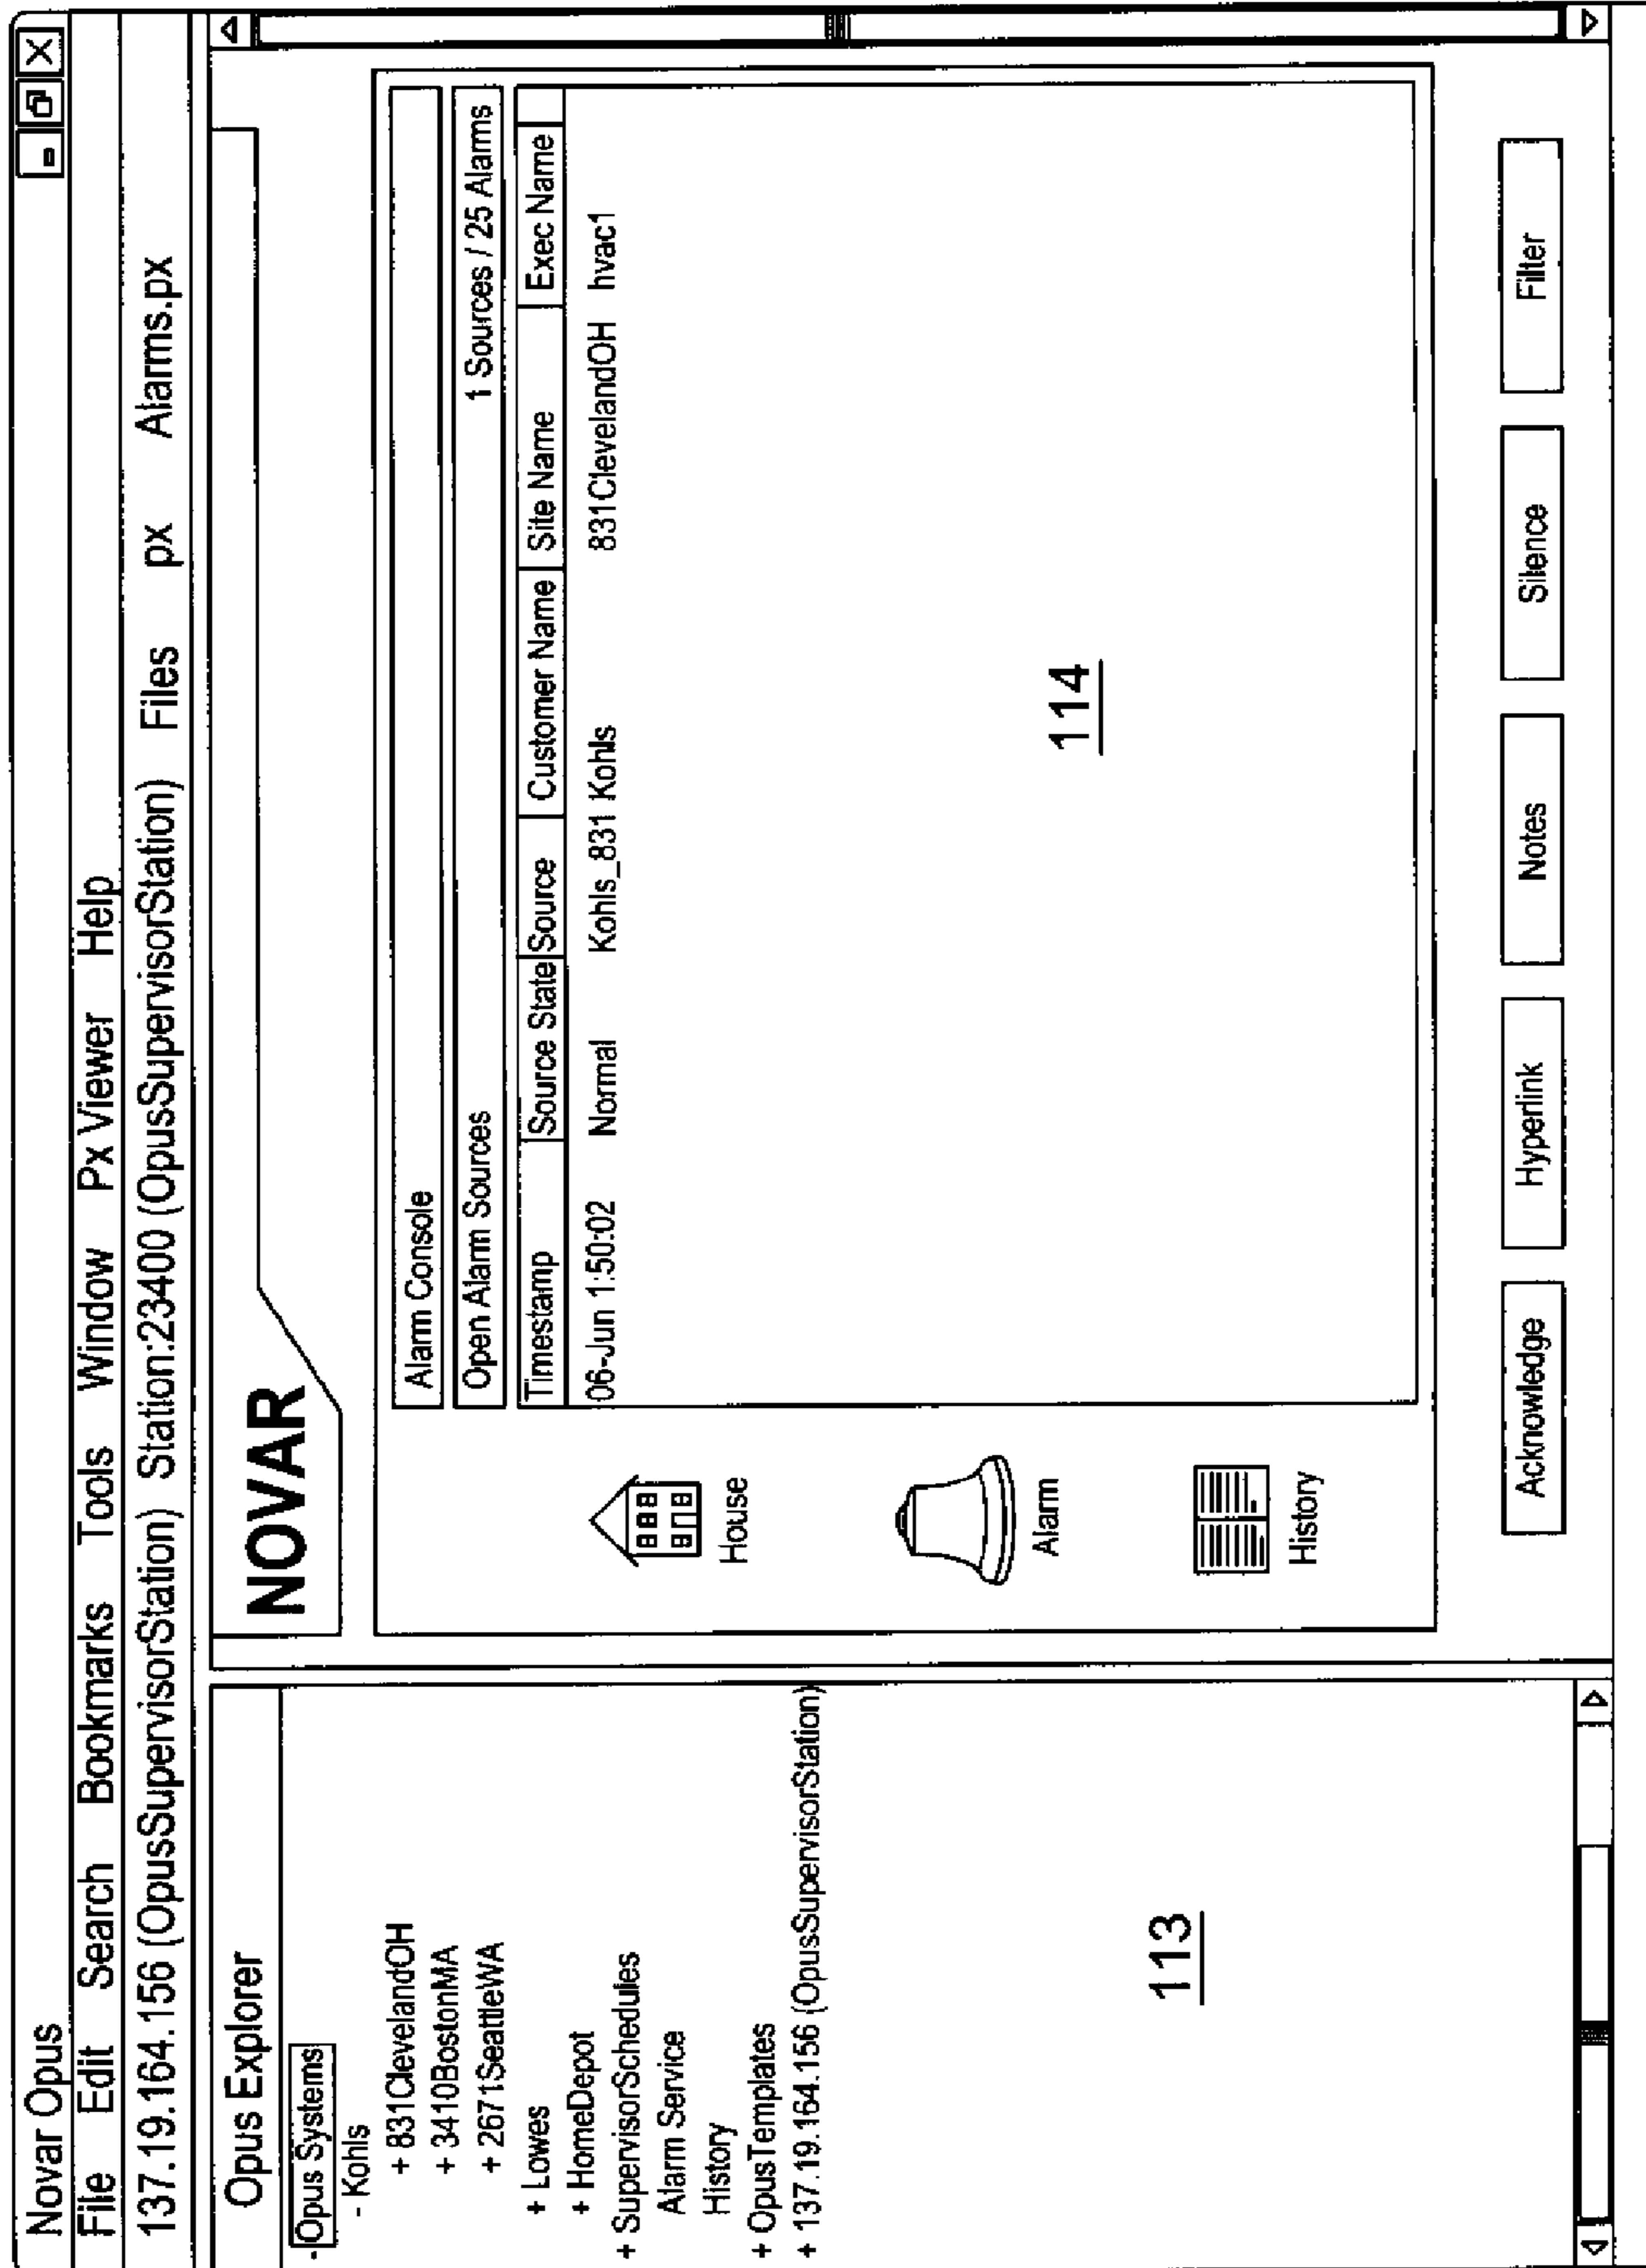 Novar Opus
File Edit Search Bookmarks Tools Window Px Viewer Help
137.19.164.156 (OpusSupervisorStation) Station:23400 (OpusSupervisorStation) Files px Alarms.px
Opus Explorer
-Opus Systems
- Kohls
+ 831ClevelandOH
+ 3410BostonMA
+ 2671SeattleWA
+ Lowes
+ HomeDepot
+ SupervisorSchedules
Alarm Service
History
+ OpusTemplates
+ 137.19.164.156 (OpusSupervisorStation)
113
NOVAR
House
Alarm
History
Alarm Console
Open Alarm Sources 1 Sources / 25 Alarms
Timestamp Source State Source Customer Name Site Name Exec Name
06-Jun 1:50:02 Normal Kohls_831 Kohls 831ClevelandOH hvac1
114
Acknowledge Hyperlink Notes Silence Filter